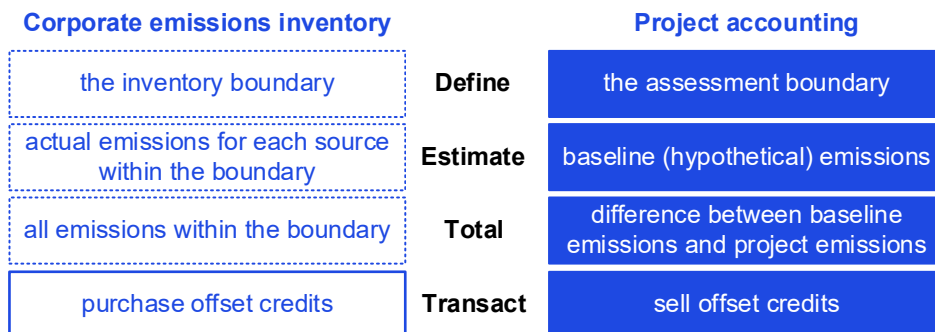 Corporate emissions inventory
Project accounting
the inventory boundary
Define
the assessment boundary
actual emissions for each source
within the boundary
Estimate
baseline (hypothetical) emissions
all emissions within the boundary
Total
difference between baseline
emissions and project emissions
purchase offset credits
Transact
sell offset credits